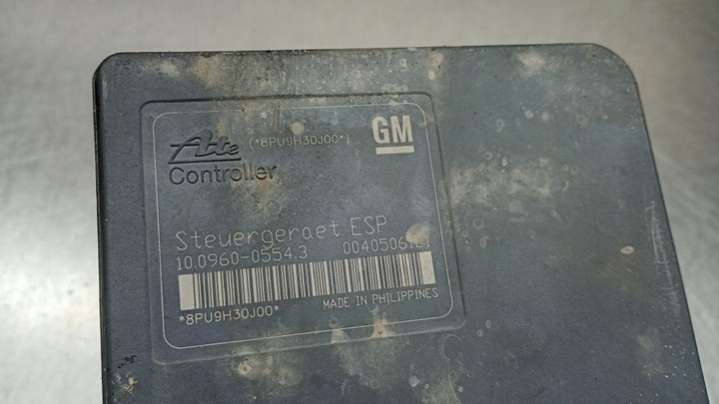 Ate (*8PU9H30J00*) GM
Controller
Steuergeraet ESP
10.0960-0554.3
*8PU9H30J00* MADE IN PHILIPPINES